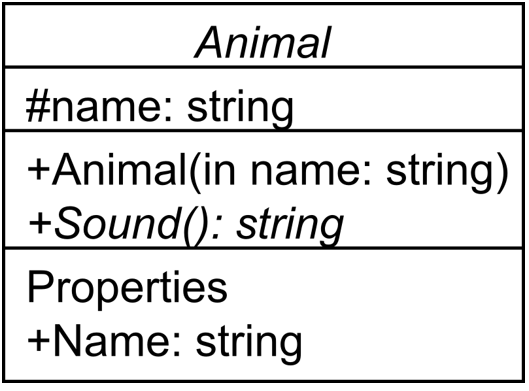 Animal
#name: string
+Animal(in name: string)
+Sound(): string
Properties
+Name: string